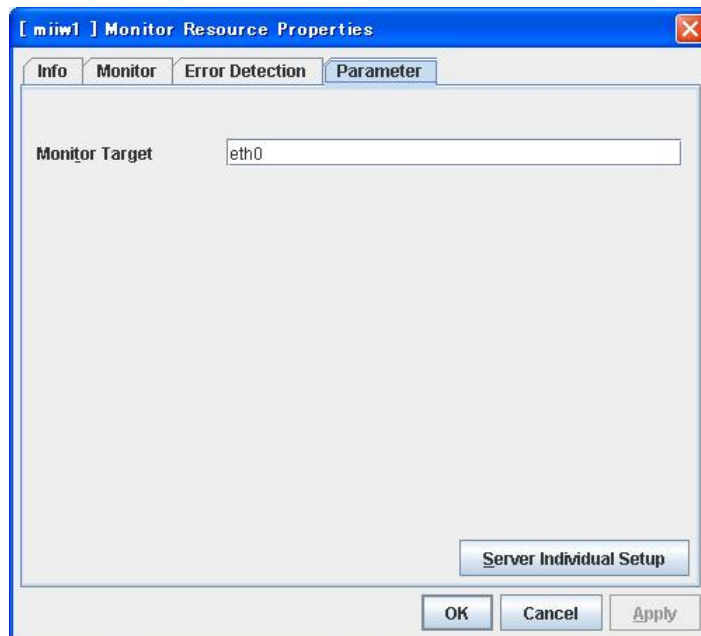 [ miiw1 ] Monitor Resource Properties
Info Monitor Error Detection Parameter
Monitor Target eth0
Server Individual Setup
OK Cancel Apply